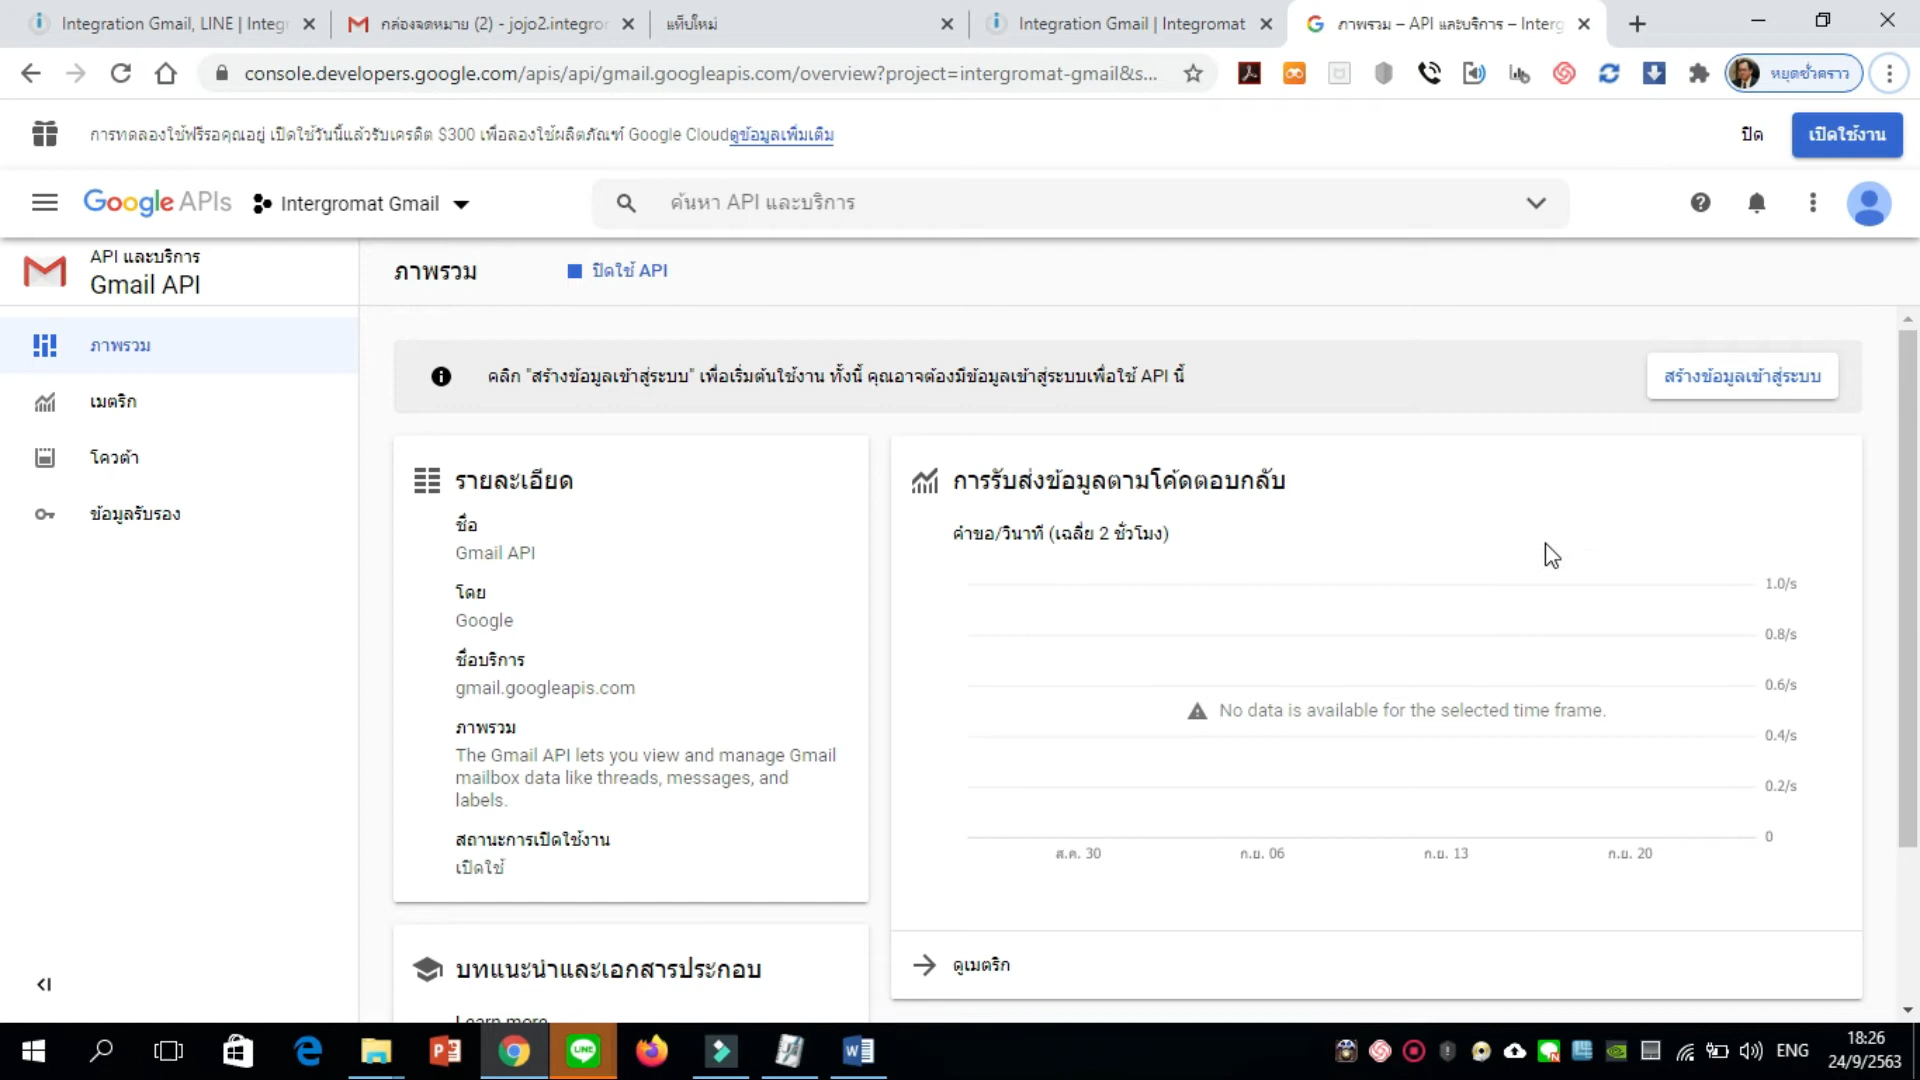 Integration Gmail, LINE | Integr
กล่องจดหมาย (2) - jojo2.integror
แท็บใหม่
Integration Gmail | Integromat
ภาพรวม – API และบริการ – Interg
console.developers.google.com/apis/api/gmail.googleapis.com/overview?project=intergromat-gmail&s...
หยุดชั่วคราว
การทดลองใช้ฟรีรอคุณอยู่ เปิดใช้วันนี้แล้วรับเครดิต $300 เพื่อลองใช้ผลิตภัณฑ์ Google Cloudดูข้อมูลเพิ่มเติม
ปิด
เปิดใช้งาน
Google APIs
Intergromat Gmail
ค้นหา API และบริการ
API และบริการ
Gmail API
ภาพรวม
ปิดใช้ API
ภาพรวม
เมตริก
โควต้า
ข้อมูลรับรอง
คลิก "สร้างข้อมูลเข้าสู่ระบบ" เพื่อเริ่มต้นใช้งาน ทั้งนี้ คุณอาจต้องมีข้อมูลเข้าสู่ระบบเพื่อใช้ API นี้
สร้างข้อมูลเข้าสู่ระบบ
รายละเอียด
ชื่อ
Gmail API
โดย
Google
ชื่อบริการ
gmail.googleapis.com
ภาพรวม
The Gmail API lets you view and manage Gmail
mailbox data like threads, messages, and
labels.
สถานะการเปิดใช้งาน
เปิดใช้
บทแนะนำและเอกสารประกอบ
Learn more
การรับส่งข้อมูลตามโค้ดตอบกลับ
คำขอ/วินาที (เฉลี่ย 2 ชั่วโมง)
1.0/s
0.8/s
0.6/s
No data is available for the selected time frame.
0.4/s
0.2/s
0
ส.ค. 30
ก.ย. 06
ก.ย. 13
ก.ย. 20
ดูเมตริก
LINE
ENG
18:26
24/9/2563